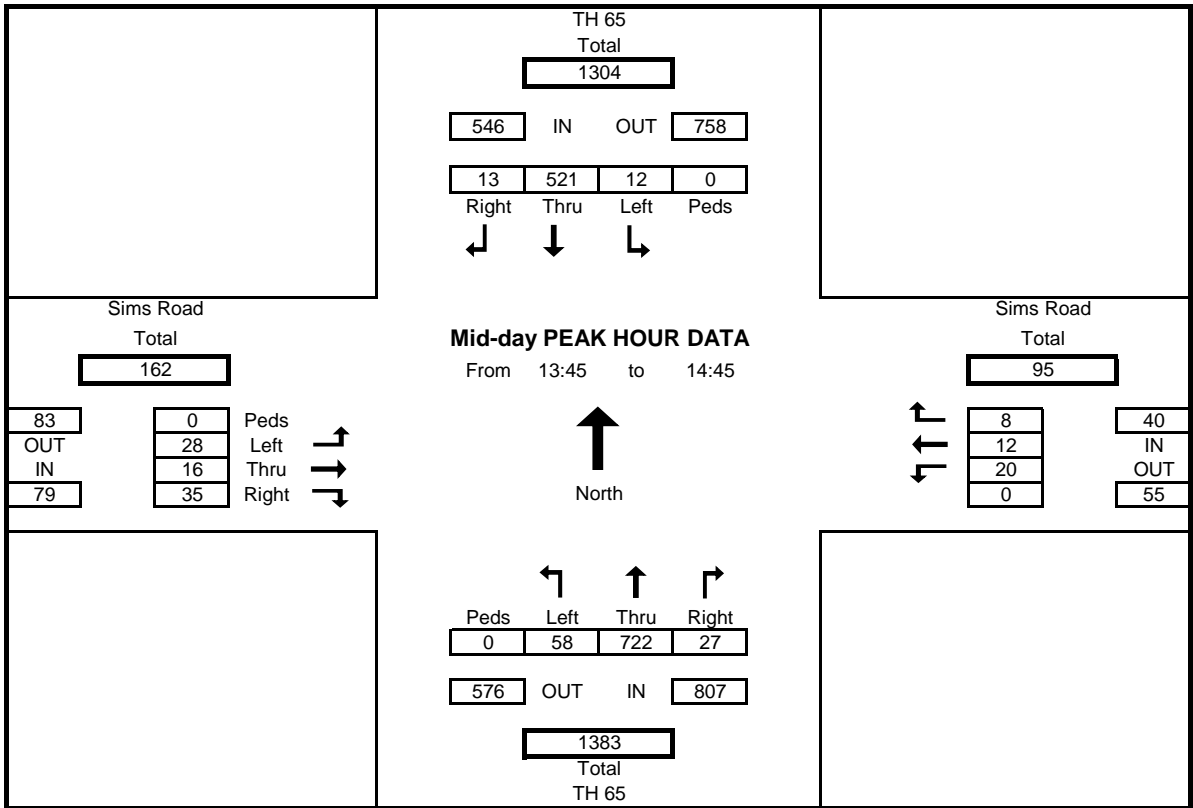 TH 65
Total
1304
546 IN OUT 758
13 521 12 0
Right Thru Left Peds
Sims Road
Total
162
83 0 Peds
OUT 28 Left
IN 16 Thru
79 35 Right
Mid-day PEAK HOUR DATA
From 13:45 to 14:45
North
Sims Road
Total
95
8 40
12 IN
20 OUT
0 55
Peds Left Thru Right
0 58 722 27
576 OUT IN 807
1383
Total
TH 65